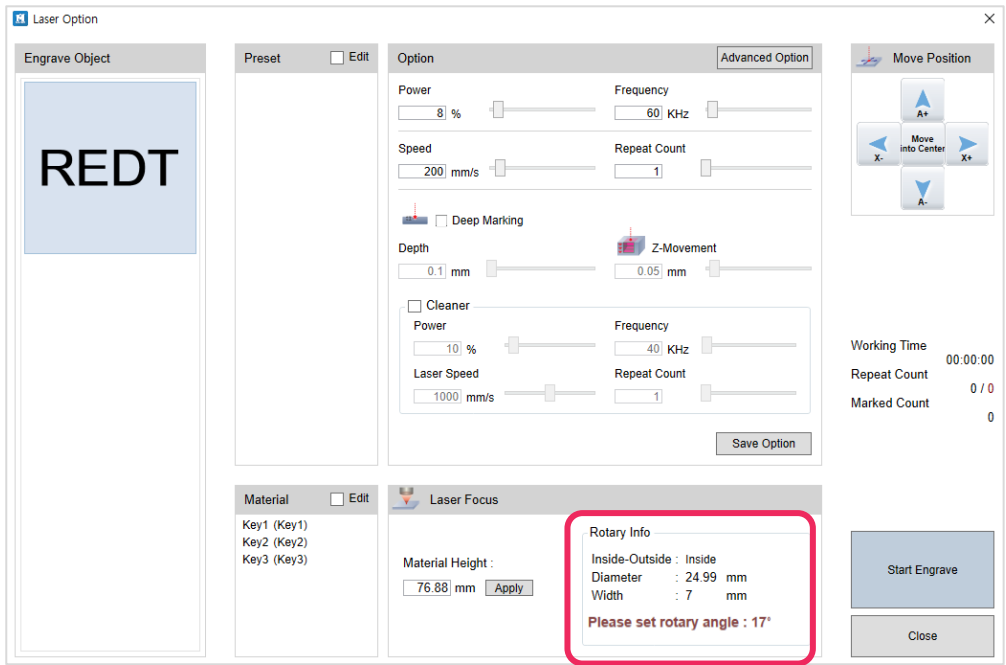 Laser Option
Engrave Object
REDT
Preset
Edit
Option
Advanced Option
Power
8 %
Frequency
60 KHz
Speed
200 mm/s
Repeat Count
1
Deep Marking
Depth
0.1 mm
Z-Movement
0.05 mm
Cleaner
Power
10 %
Frequency
40 KHz
Laser Speed
1000 mm/s
Repeat Count
1
Save Option
Material
Edit
Key1 (Key1)
Key2 (Key2)
Key3 (Key3)
Laser Focus
Material Height :
76.88 mm Apply
Rotary Info
Inside-Outside : Inside
Diameter : 24.99 mm
Width : 7 mm
Please set rotary angle : 17°
Move Position
A+
X-
Move
into Center
X+
A-
Working Time
00:00:00
Repeat Count
0 / 0
Marked Count
0
Start Engrave
Close